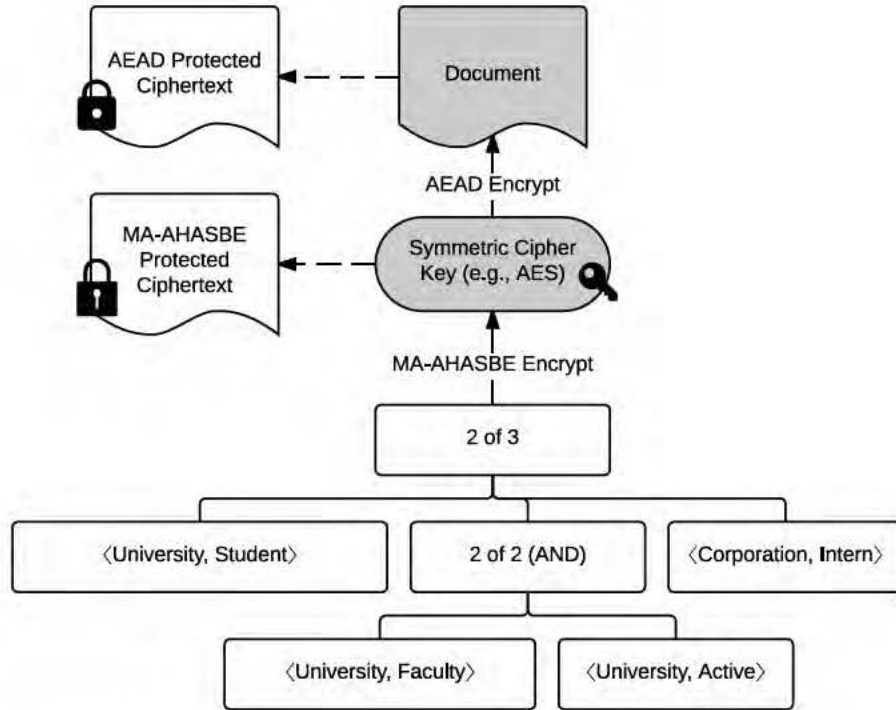 AEAD Protected
Ciphertext
Document
AEAD Encrypt
MA-AHASBE
Protected
Ciphertext
Symmetric Cipher
Key (e.g., AES)
MA-AHASBE Encrypt
2 of 3
〈University, Student〉
2 of 2 (AND)
〈Corporation, Intern〉
〈University, Faculty〉
〈University, Active〉